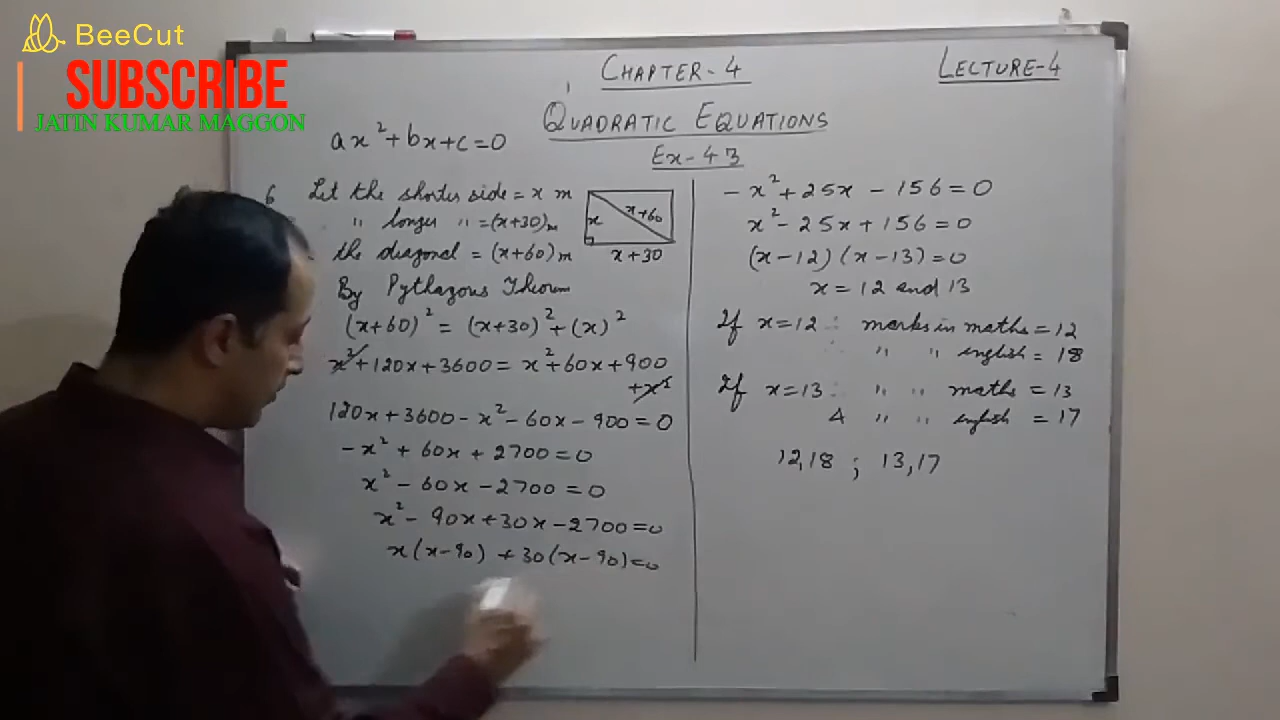 BeeCut
SUBSCRIBE
JATIN KUMAR MAGGON
CHAPTER-4
LECTURE-4
QUADRATIC EQUATIONS
ax²+bx+c=0
Ex-4.3
6 Let the shorter side = x m
" longer " = (x+30)m
the diagonal = (x+60)m
x
x+60
x+30
By Pythagous Theorem
(x+60)² = (x+30)² + (x)²
x²+120x+3600 = x²+60x+900
+x²
120x+3600-x²-60x-900=0
-x²+60x+2700=0
x²-60x-2700=0
x²-90x+30x-2700=0
x(x-90)+30(x-90)=0
-x²+25x-156=0
x²-25x+156=0
(x-12)(x-13)=0
x=12 and 13
If x=12 : marks in maths = 12
" " english = 18
If x=13 : " " maths = 13
& " " english = 17
12,18 ; 13,17